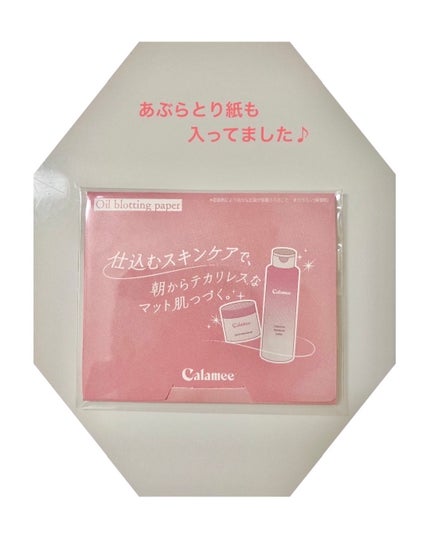 あぶらとり紙も
入ってました♪
Oil blotting paper
仕込むスキンケアで、
朝からテカリレスな
マット肌つづく。
Calamee
Calamee
Calamee